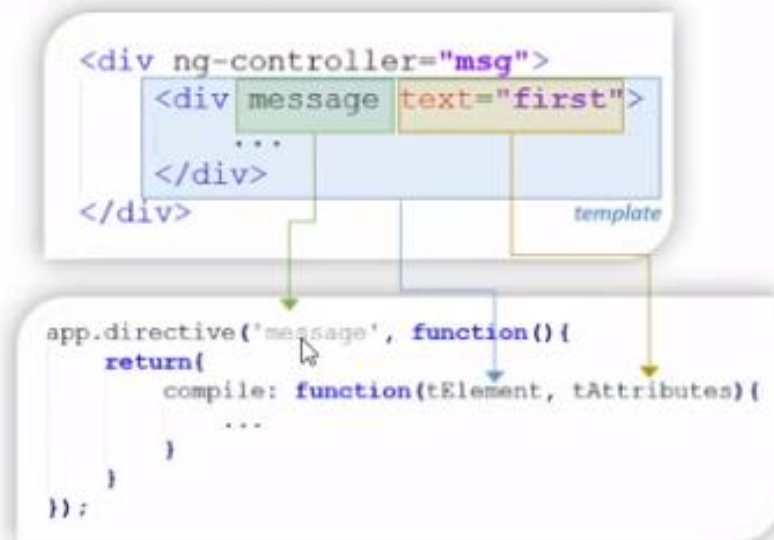 <div ng-controller="msg">
<div message text="first">
...
</div>
</div>
template
app.directive('message', function(){
return{
compile: function(tElement, tAttributes){
...
}
}
});